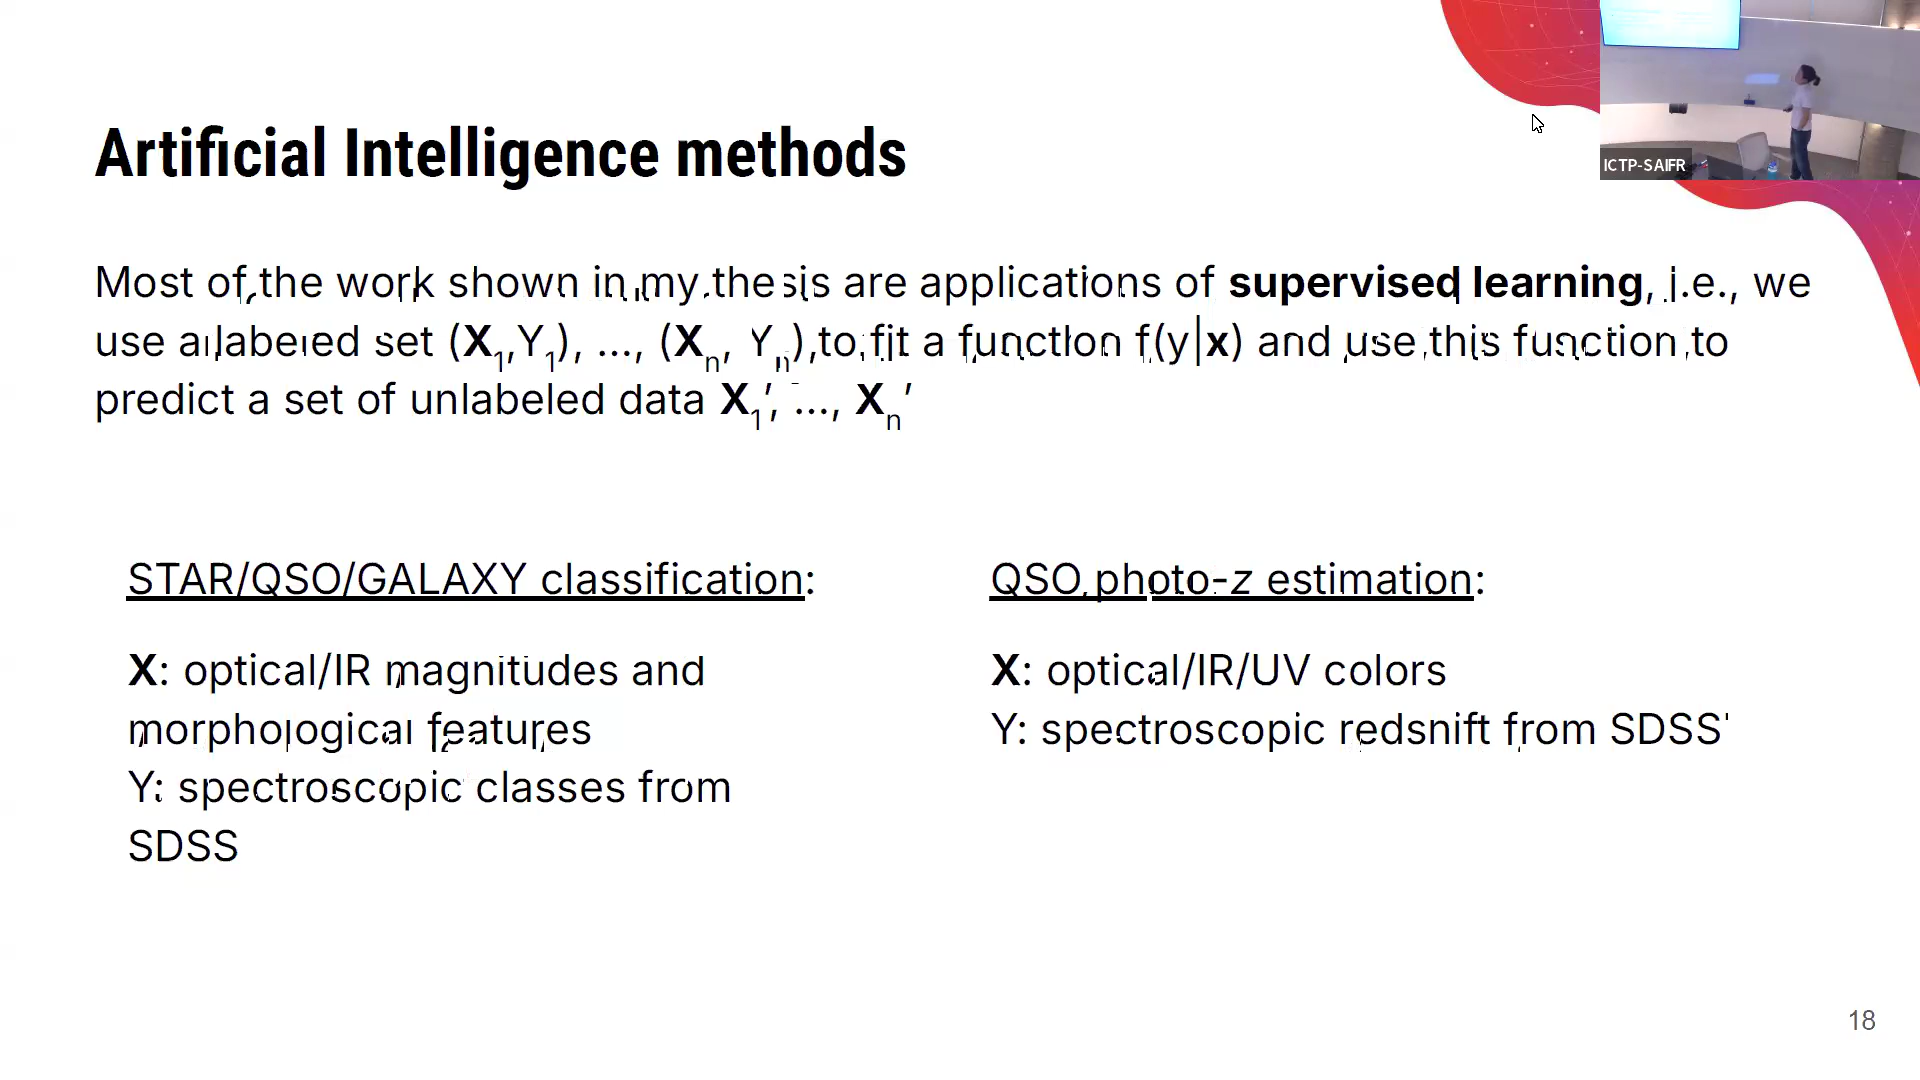 Artificial Intelligence methods
Most of the work shown in my thesis are applications of supervised learning, i.e., we
use a labeled set (X1,Y1), ..., (Xn, Yn), to fit a function f(y|x) and use this function to
predict a set of unlabeled data X1’, ..., Xn’
STAR/QSO/GALAXY classification:
X: optical/IR magnitudes and
morphological features
Y: spectroscopic classes from
SDSS
QSO photo-z estimation:
X: optical/IR/UV colors
Y: spectroscopic redshift from SDSS
ICTP-SAIFR
18